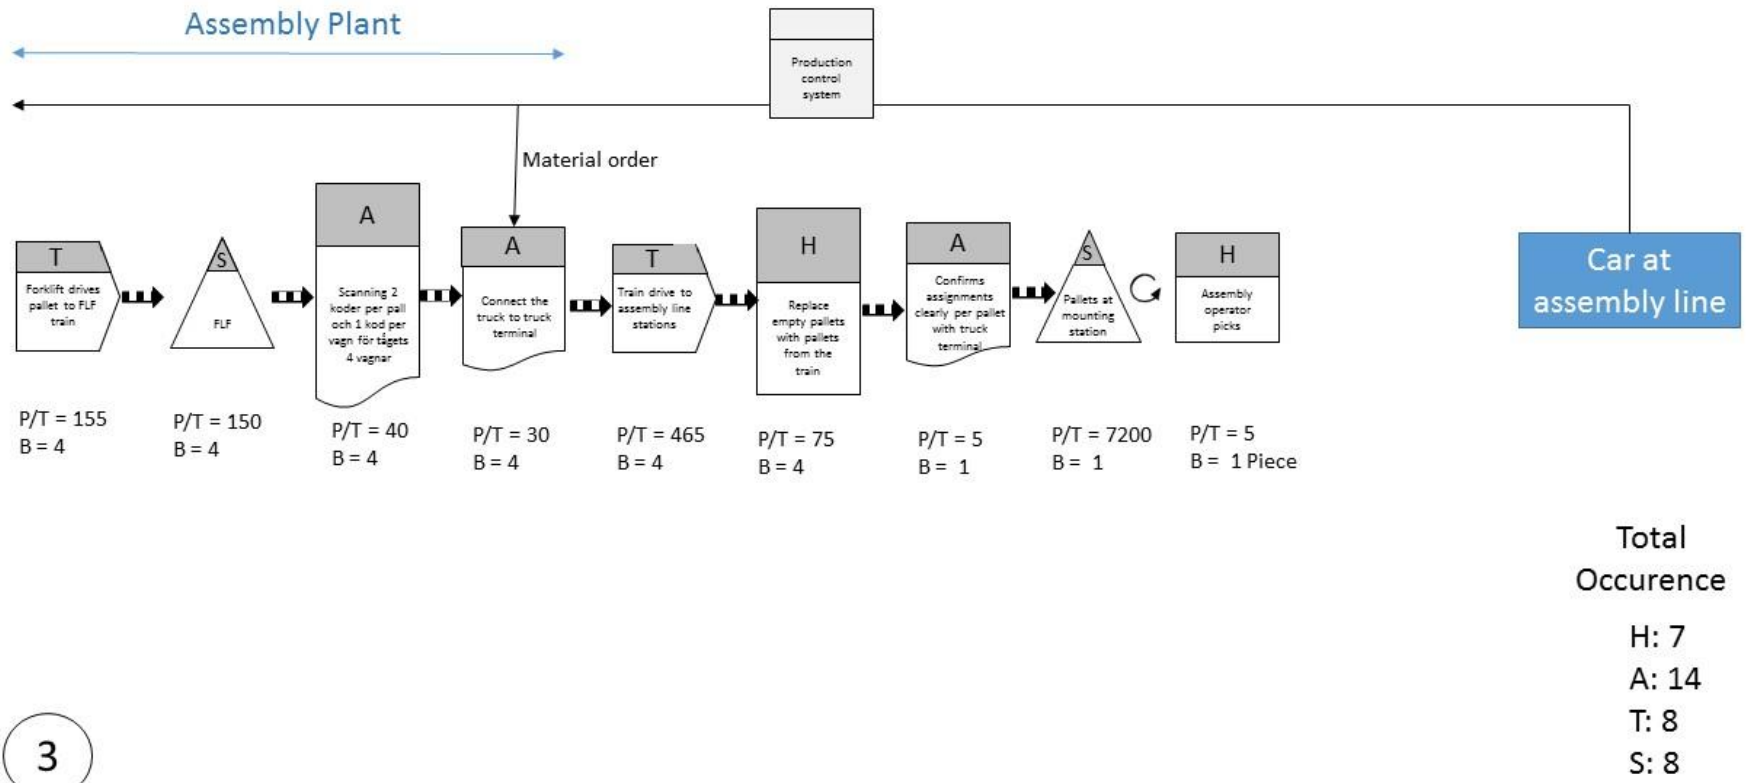 Assembly Plant
Production
control
system
Material order
T
Forklift drives
pallet to FLF
train
S
FLF
A
Scanning 2
koder per pall
och 1 kod per
vagn för tågets
4 vagnar
A
Connect the
truck to truck
terminal
T
Train drive to
assembly line
stations
H
Replace
empty pallets
with pallets
from the
train
A
Confirms
assignments
clearly per pallet
with truck
terminal
S
Pallets at
mounting
station
H
Assembly
operator
picks
Car at
assembly line
P/T = 155
B = 4
P/T = 150
B = 4
P/T = 40
B = 4
P/T = 30
B = 4
P/T = 465
B = 4
P/T = 75
B = 4
P/T = 5
B = 1
P/T = 7200
B = 1
P/T = 5
B = 1 Piece
Total
Occurence
H: 7
A: 14
T: 8
S: 8
3